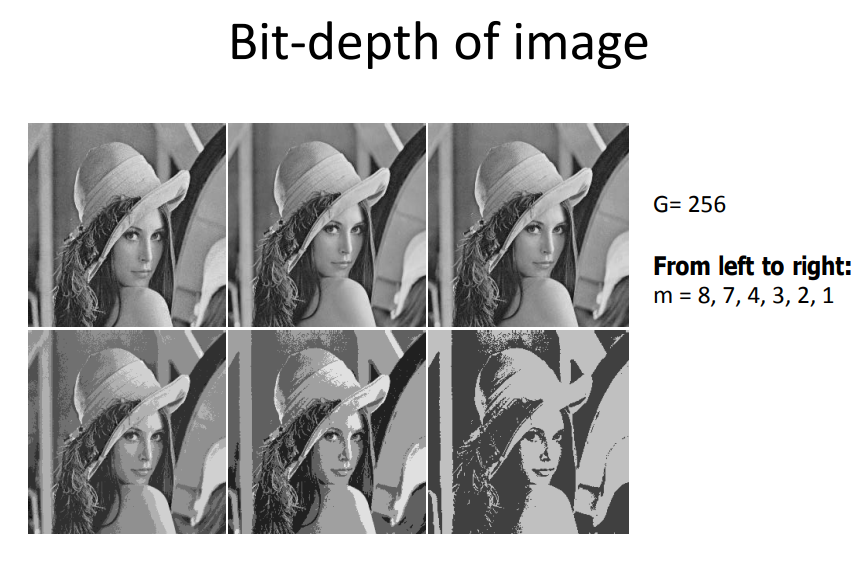 Bit-depth of image
G= 256
From left to right:
m = 8, 7, 4, 3, 2, 1